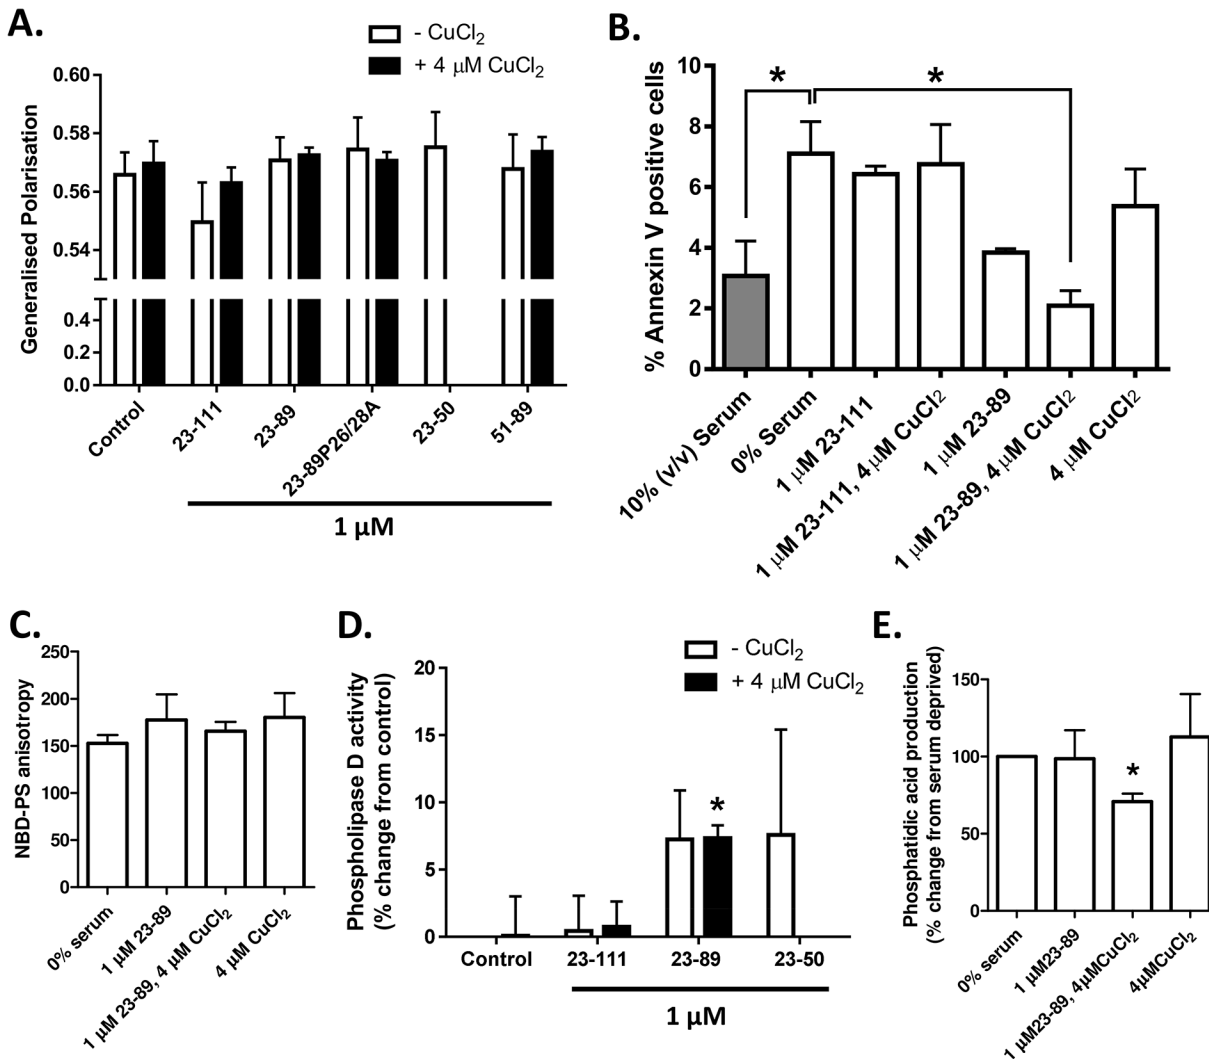 A.
- CuCl₂
+ 4 μM CuCl₂
Generalised Polarisation
0.60
0.58
0.56
0.54
0.4
0.2
0.0
Control
23-111
23-89
23-89P26/28A
23-50
51-89
1 μM
B.
% Annexin V positive cells
10
8
6
4
2
0
*
*
10% (v/v) Serum
0% Serum
1 μM 23-111
1 μM 23-111, 4 μM CuCl₂
1 μM 23-89
1 μM 23-89, 4 μM CuCl₂
4 μM CuCl₂
C.
NBD-PS anisotropy
250
200
150
100
50
0
0% serum
1 μM 23-89
1 μM 23-89, 4 μM CuCl₂
4 μM CuCl₂
D.
- CuCl₂
+ 4 μM CuCl₂
Phospholipase D activity
(% change from control)
20
15
10
5
0
*
Control
23-111
23-89
23-50
1 μM
E.
Phosphatidic acid production
(% change from serum deprived)
150
100
50
0
*
0% serum
1 μM23-89
1 μM23-89, 4μMCuCl₂
4μMCuCl₂